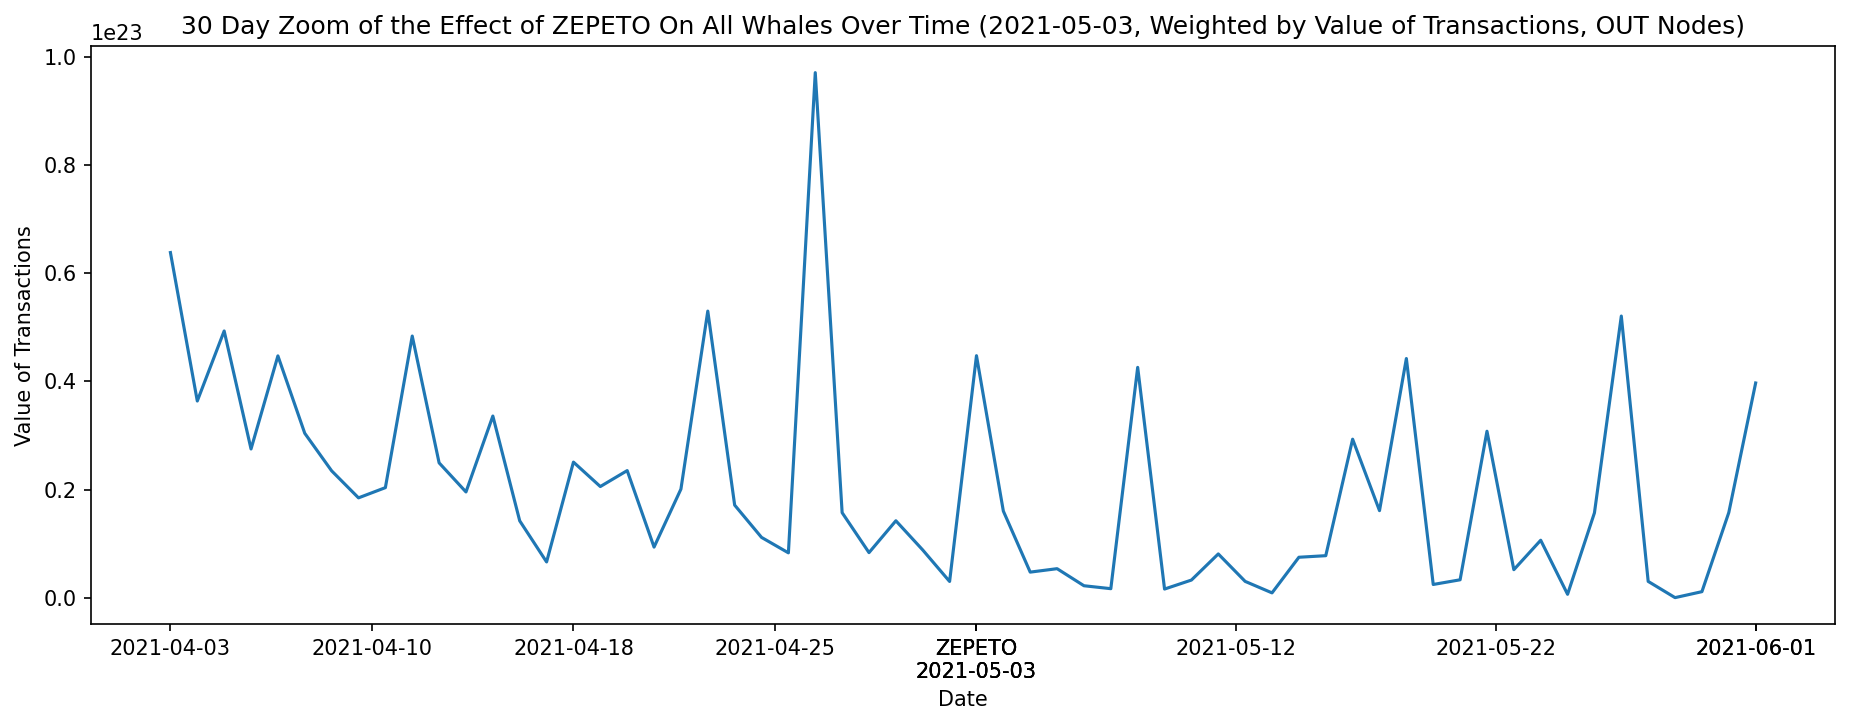 30 Day Zoom of the Effect of ZEPETO On All Whales Over Time (2021-05-03, Weighted by Value of Transactions, OUT Nodes)
1e23
1.0
0.8
0.6
0.4
0.2
0.0
Value of Transactions
2021-04-03 2021-04-10 2021-04-18 2021-04-25 ZEPETO 2021-05-12 2021-05-22 2021-06-01
2021-05-03
Date